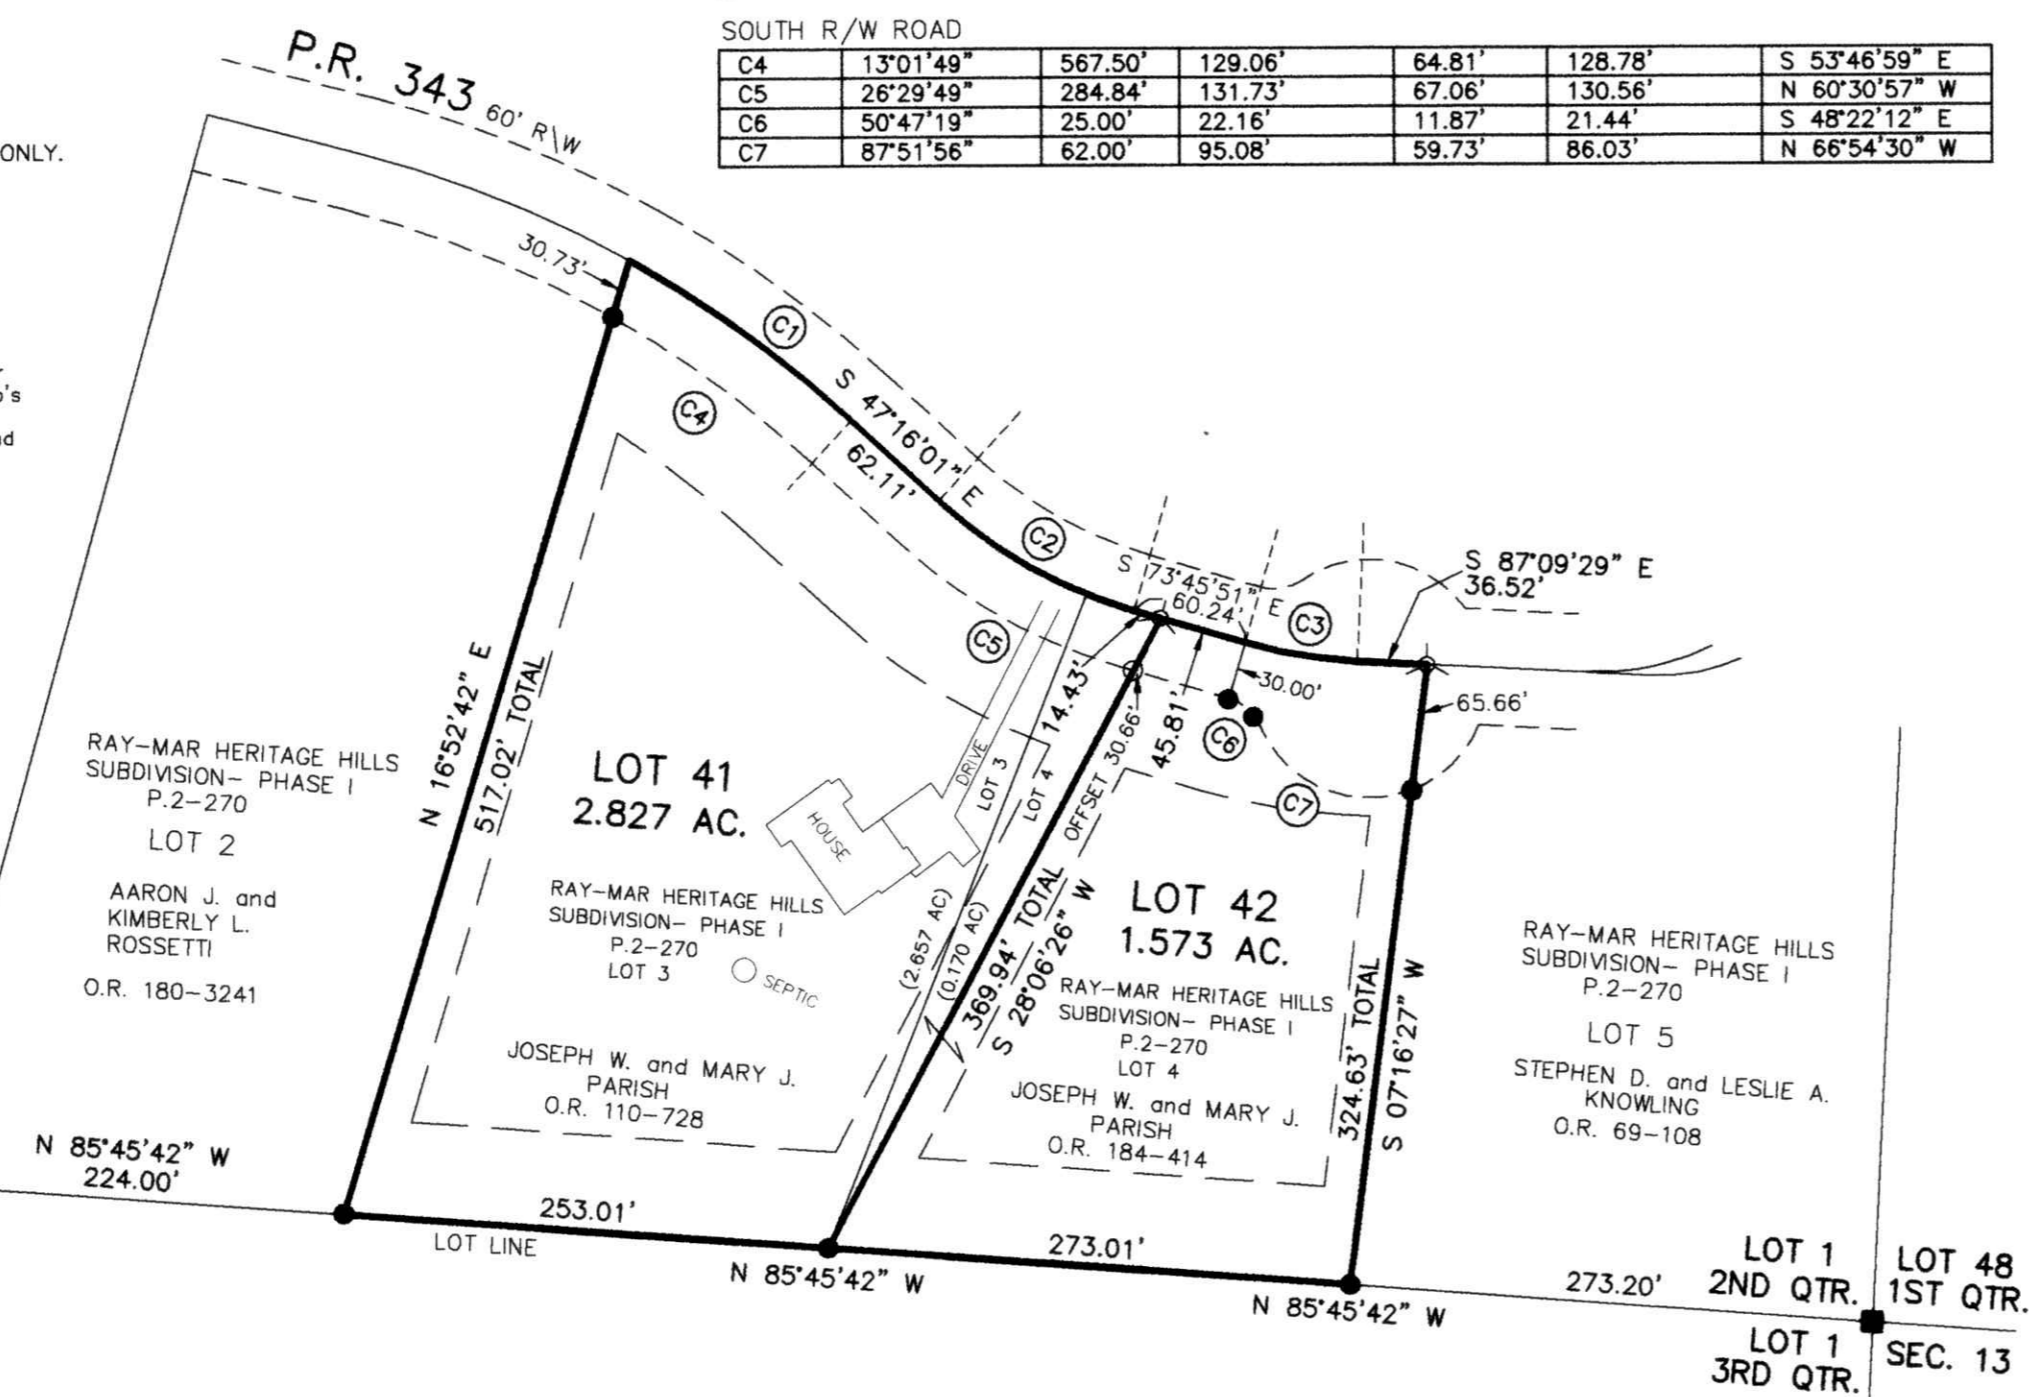 SOUTH R/W ROAD
C4 13°01'49" 567.50' 129.06' 64.81' 128.78' S 53°46'59" E
C5 26°29'49" 284.84' 131.73' 67.06' 130.56' N 60°30'57" W
C6 50°47'19" 25.00' 22.16' 11.87' 21.44' S 48°22'12" E
C7 87°51'56" 62.00' 95.08' 59.73' 86.03' N 66°54'30" W
P.R. 343 60' R\W
ONLY.
30.73'
C1
C4
S 47°16'01" E
62.11'
C2
S 73°45'51" E
60.24'
C3
S 87°09'29" E
36.52'
C5
14.43'
30.00'
65.66'
45.81'
C6
C7
OFFSET 30.66'
N 16°52'42" E
517.02' TOTAL
RAY-MAR HERITAGE HILLS
SUBDIVISION- PHASE I
P.2-270
LOT 2
AARON J. and
KIMBERLY L.
ROSSETTI
O.R. 180-3241
LOT 41
2.827 AC.
RAY-MAR HERITAGE HILLS
SUBDIVISION- PHASE I
P.2-270
LOT 3
SEPTIC
HOUSE
DRIVE
LOT 3
LOT 4
(2.657 AC)
(0.170 AC)
JOSEPH W. and MARY J.
PARISH
O.R. 110-728
369.94' TOTAL
S 28°06'26" W
LOT 42
1.573 AC.
RAY-MAR HERITAGE HILLS
SUBDIVISION- PHASE I
P.2-270
LOT 4
JOSEPH W. and MARY J.
PARISH
O.R. 184-414
324.63' TOTAL
S 07°16'27" W
RAY-MAR HERITAGE HILLS
SUBDIVISION- PHASE I
P.2-270
LOT 5
STEPHEN D. and LESLIE A.
KNOWLING
O.R. 69-108
N 85°45'42" W
224.00'
253.01'
LOT LINE
N 85°45'42" W
273.01'
N 85°45'42" W
273.20'
LOT 1
2ND QTR.
LOT 48
1ST QTR.
LOT 1
3RD QTR.
SEC. 13